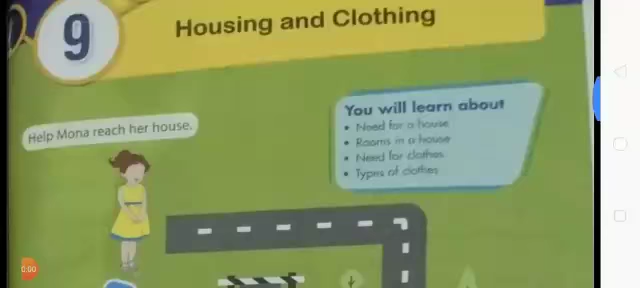 9
Housing and Clothing
Help Mona reach her house.
You will learn about
• Need for a house
• Rooms in a house
• Need for clothes
• Types of clothes
0:00